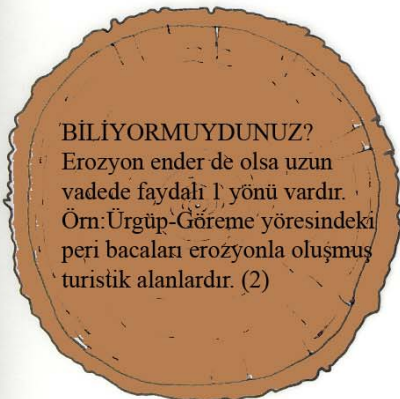 BİLİYORMUYDUNUZ?
Erozyon ender de olsa uzun
vadede faydalı 1 yönü vardır.
Örn:Ürgüp-Göreme yöresindeki
peri bacaları erozyonla oluşmuş
turistik alanlardır. (2)